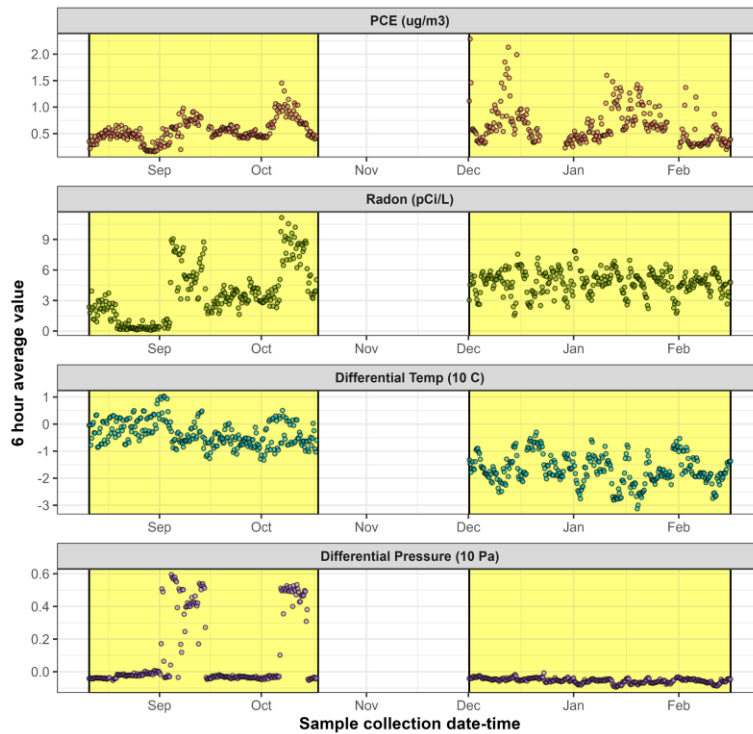 PCE (ug/m3)
2.0
1.5
1.0
0.5
Sep Oct Nov Dec Jan Feb
Radon (pCi/L)
9
6
3
0
Sep Oct Nov Dec Jan Feb
Differential Temp (10 C)
1
0
-1
-2
-3
Sep Oct Nov Dec Jan Feb
Differential Pressure (10 Pa)
0.6
0.4
0.2
0.0
Sep Oct Nov Dec Jan Feb
Sample collection date-time
6 hour average value